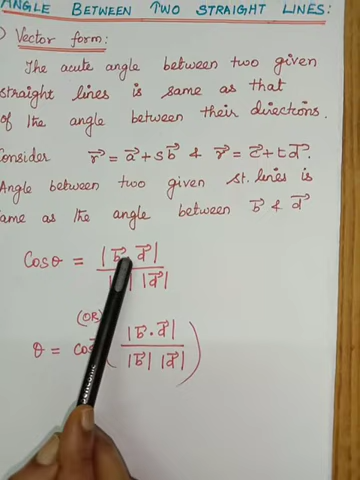 ANGLE BETWEEN TWO STRAIGHT LINES:
) Vector form:
The acute angle between two given
straight lines is same as that
of the angle between their directions.
Consider r⃗ = a⃗ + s b⃗ & r⃗ = c⃗ + t d⃗.
Angle between two given st. lines is
same as the angle between b⃗ & d⃗
Cosθ = |b⃗ d⃗| / | | |d⃗|
(OR)
θ = cos ( |b⃗ · d⃗| / |b⃗| |d⃗| )